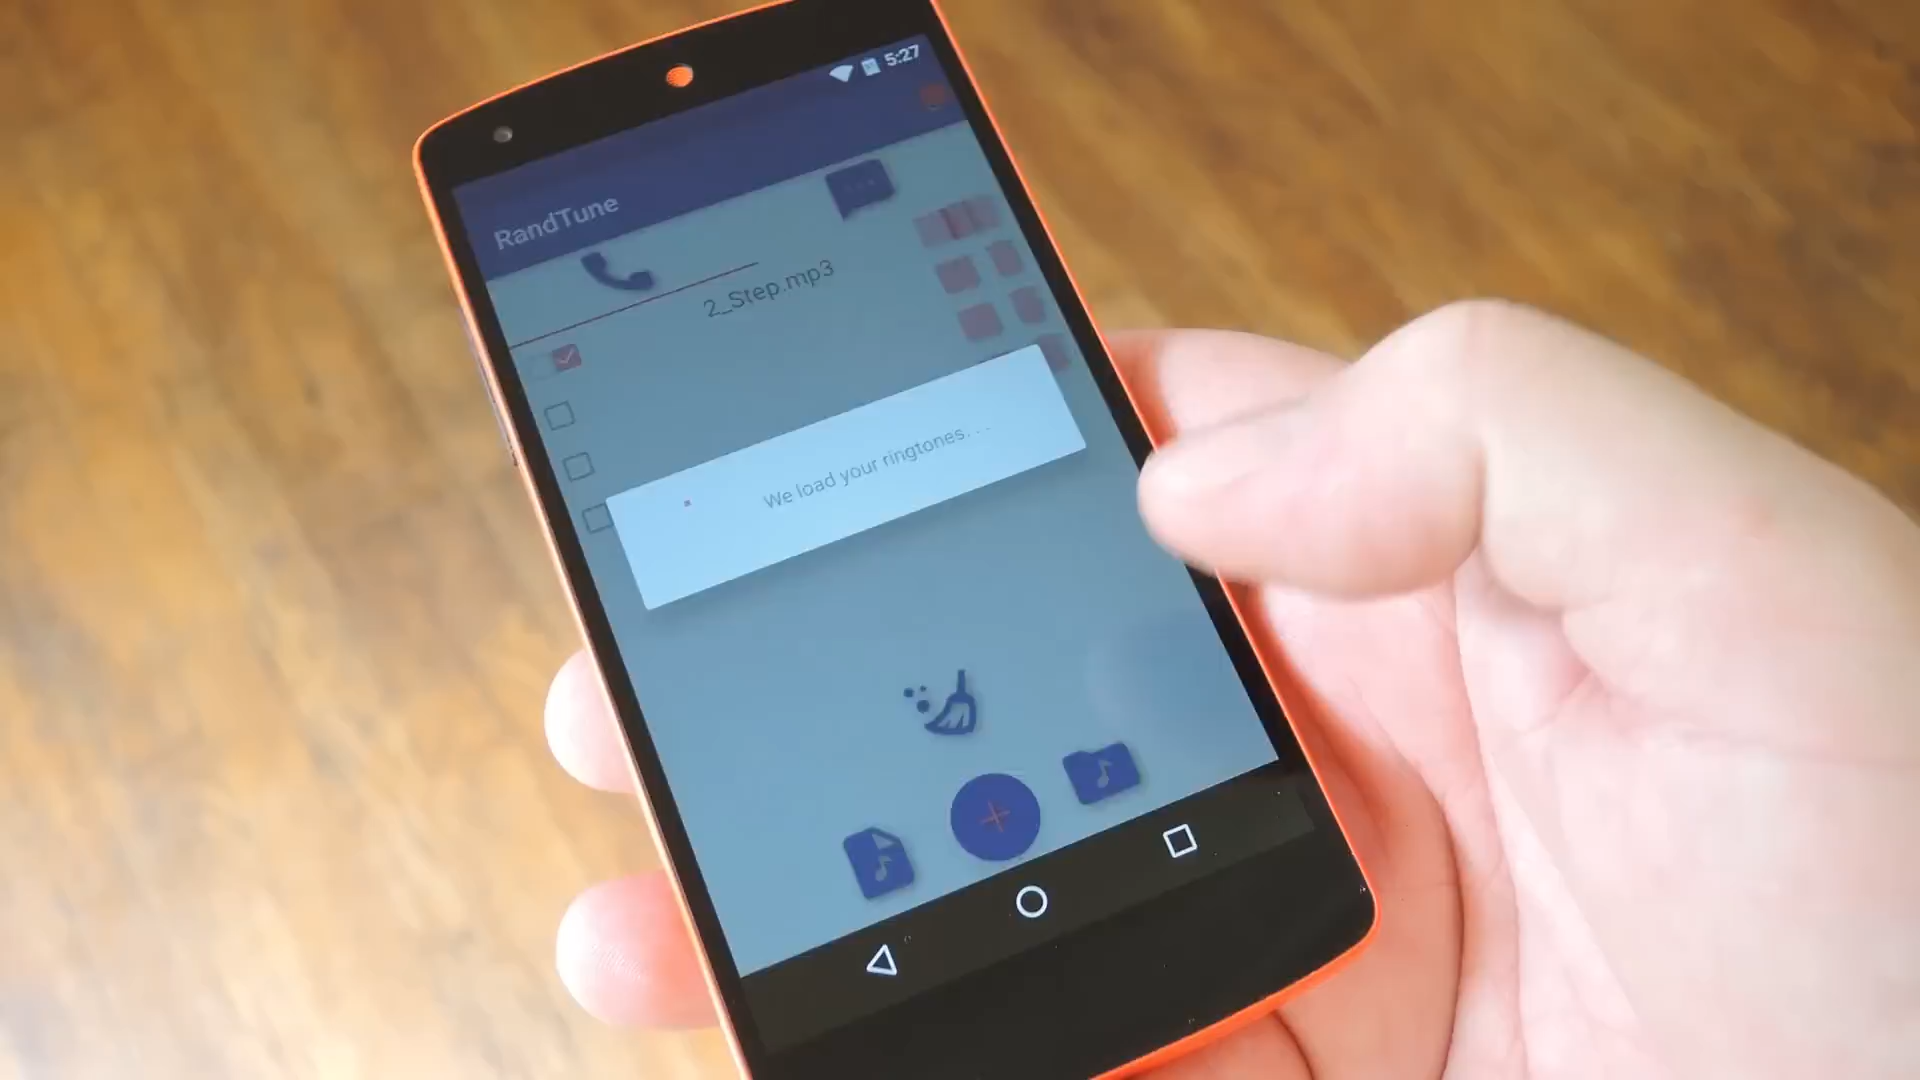 5:27
RandTune
2_Step.mp3
We load your ringtones. . .